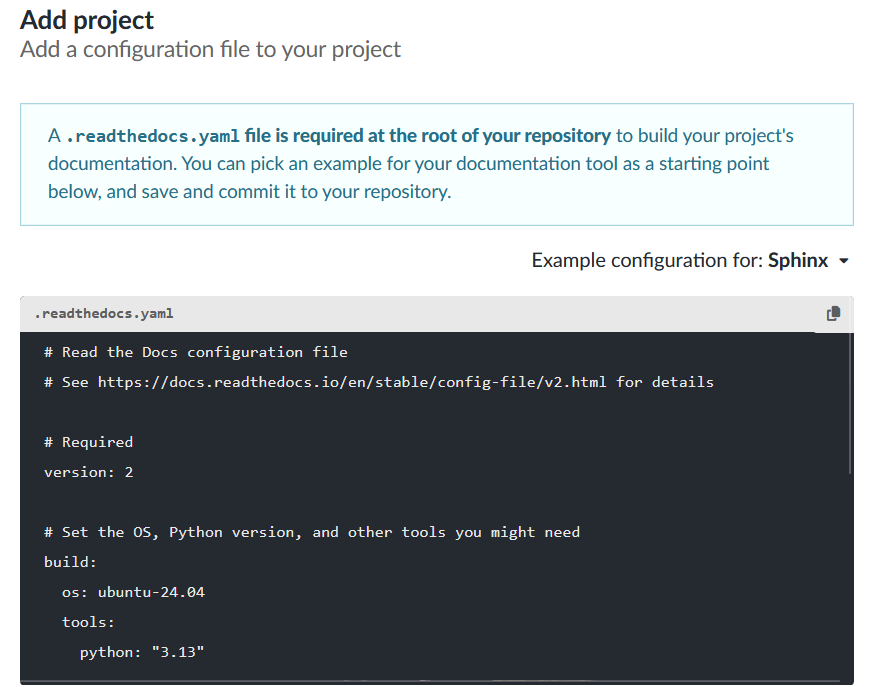 Add project
Add a configuration file to your project
A .readthedocs.yaml file is required at the root of your repository to build your project's
documentation. You can pick an example for your documentation tool as a starting point
below, and save and commit it to your repository.
Example configuration for: Sphinx
.readthedocs.yaml
# Read the Docs configuration file
# See https://docs.readthedocs.io/en/stable/config-file/v2.html for details
# Required
version: 2
# Set the OS, Python version, and other tools you might need
build:
  os: ubuntu-24.04
  tools:
    python: "3.13"